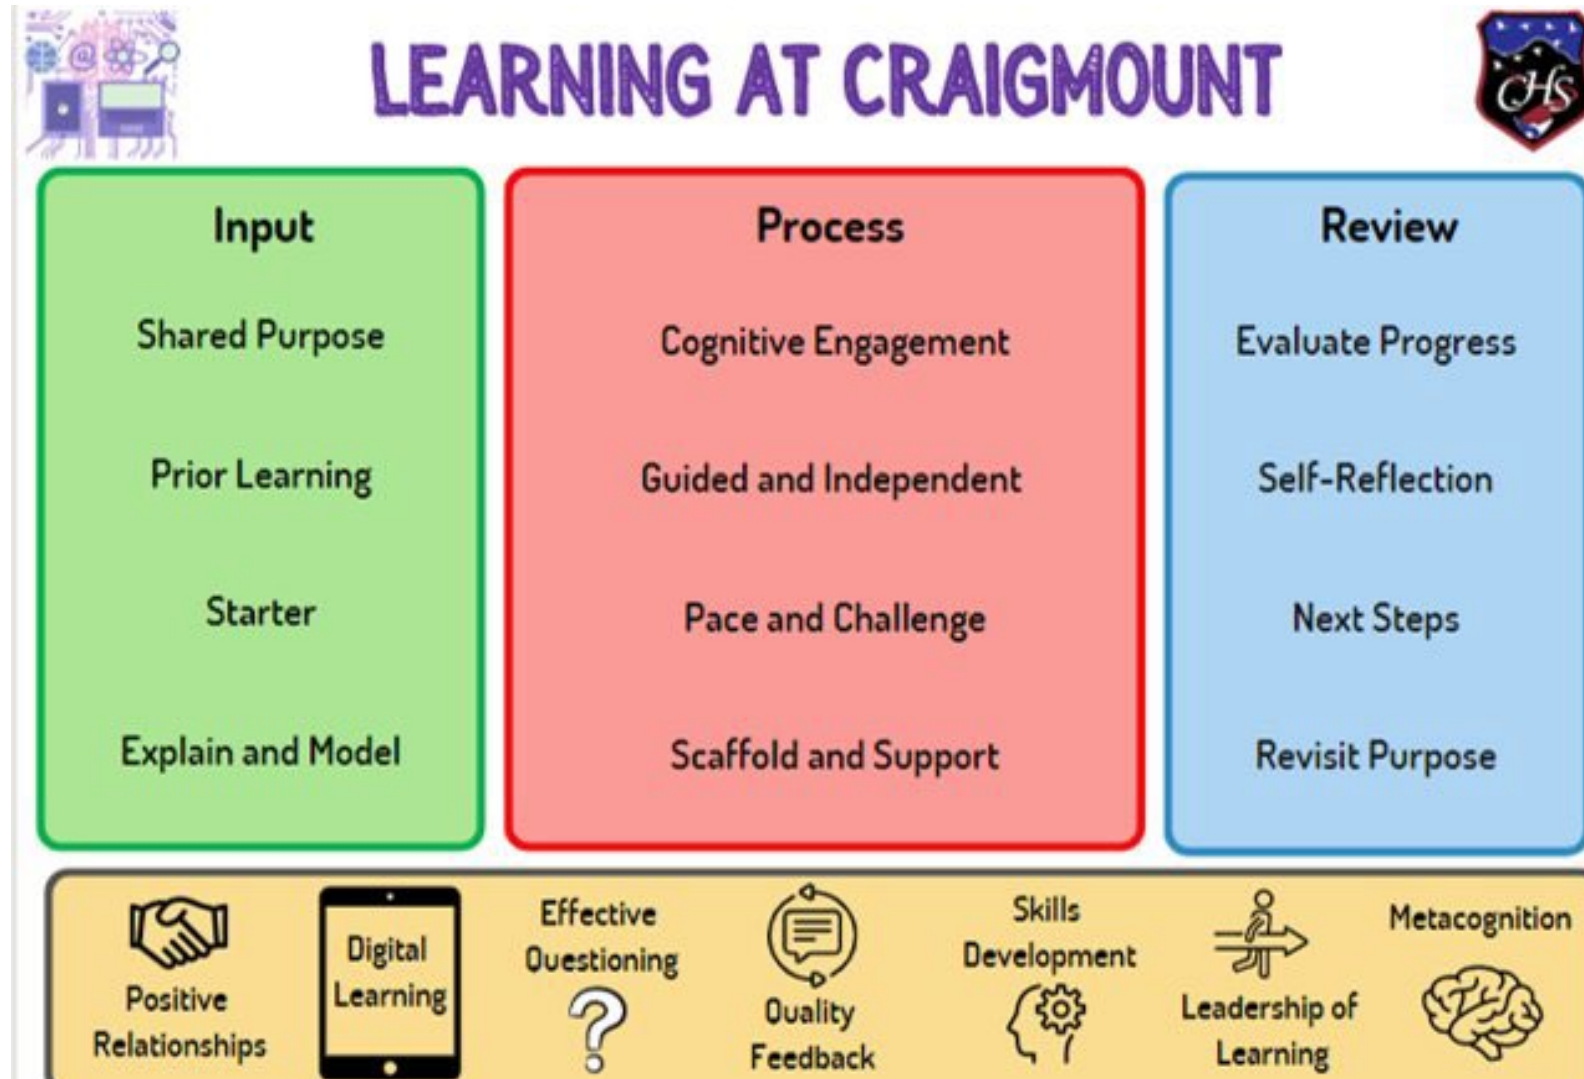 LEARNING AT CRAIGMOUNT
CHS
@
Input
Shared Purpose
Prior Learning
Starter
Explain and Model
Process
Cognitive Engagement
Guided and Independent
Pace and Challenge
Scaffold and Support
Review
Evaluate Progress
Self-Reflection
Next Steps
Revisit Purpose
Positive
Relationships
Digital
Learning
Effective
Questioning
?
Quality
Feedback
Skills
Development
Leadership of
Learning
Metacognition